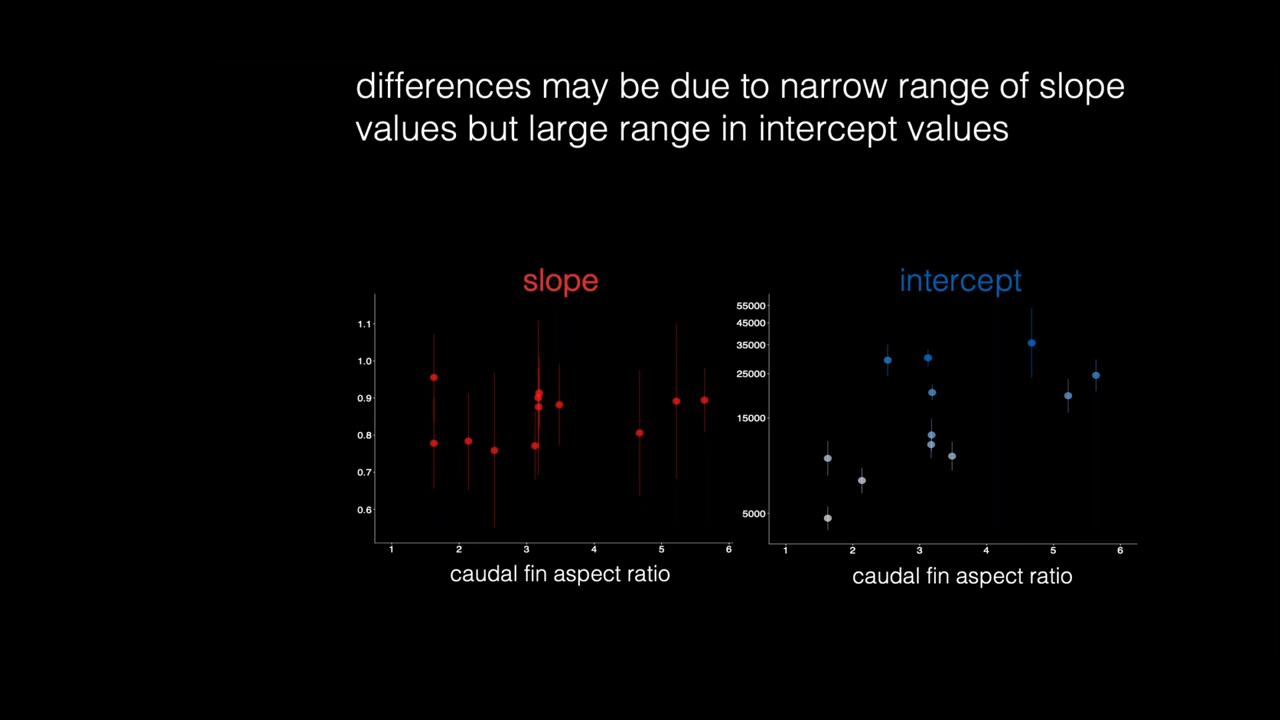 differences may be due to narrow range of slope
values but large range in intercept values
slope
1.1
1.0
0.9
0.8
0.7
0.6
1 2 3 4 5 6
caudal fin aspect ratio
intercept
55000
45000
35000
25000
15000
5000
1 2 3 4 5 6
caudal fin aspect ratio